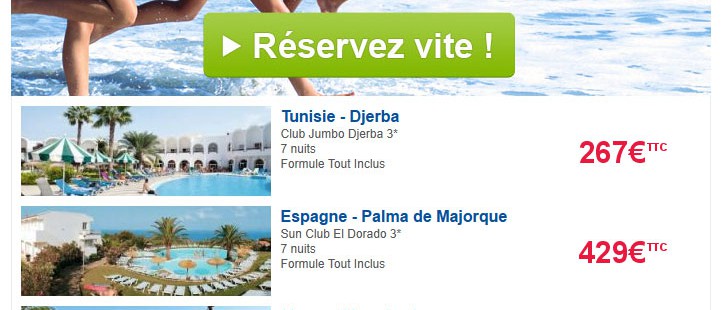 Réservez vite !
Tunisie - Djerba
Club Jumbo Djerba 3*
7 nuits
Formule Tout Inclus
267€TTC
Espagne - Palma de Majorque
Sun Club El Dorado 3*
7 nuits
Formule Tout Inclus
429€TTC